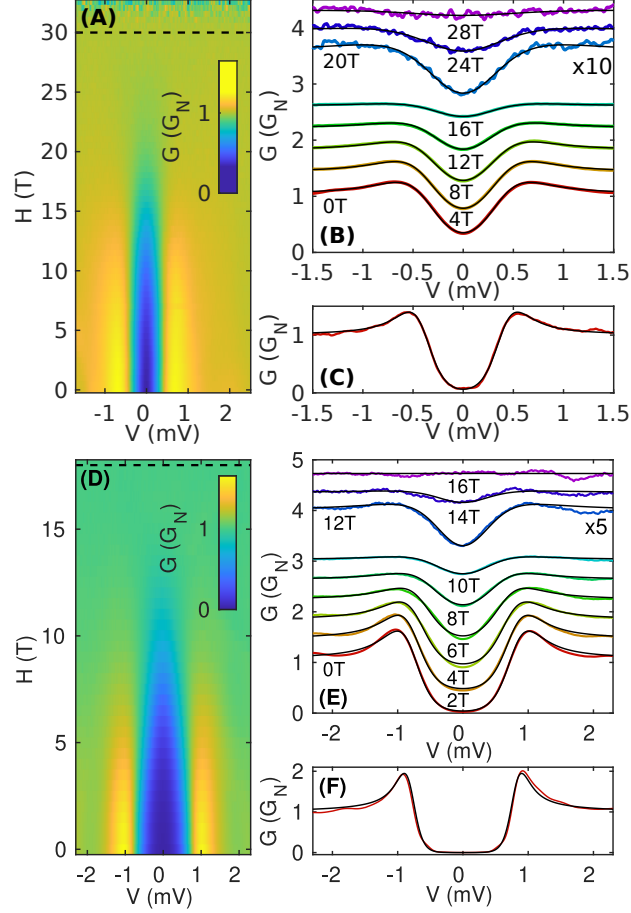 (A)
30
25
20
15
10
5
0
H (T)
G (G_N)
1
0
-1
0
1
2
V (mV)
4
3
2
1
0
G (G_N)
28T
24T
20T
x10
16T
12T
8T
4T
0T
(B)
-1.5
-1
-0.5
0
0.5
1
1.5
V (mV)
1
0
G (G_N)
(C)
-1.5
-1
-0.5
0
0.5
1
1.5
V (mV)
(D)
15
10
5
0
H (T)
G (G_N)
1
0
-2
-1
0
1
2
V (mV)
5
4
3
2
1
0
G (G_N)
16T
14T
12T
x5
10T
8T
6T
4T
2T
0T
(E)
-2
-1
0
1
2
V (mV)
2
1
0
G (G_N)
(F)
-2
-1
0
1
2
V (mV)